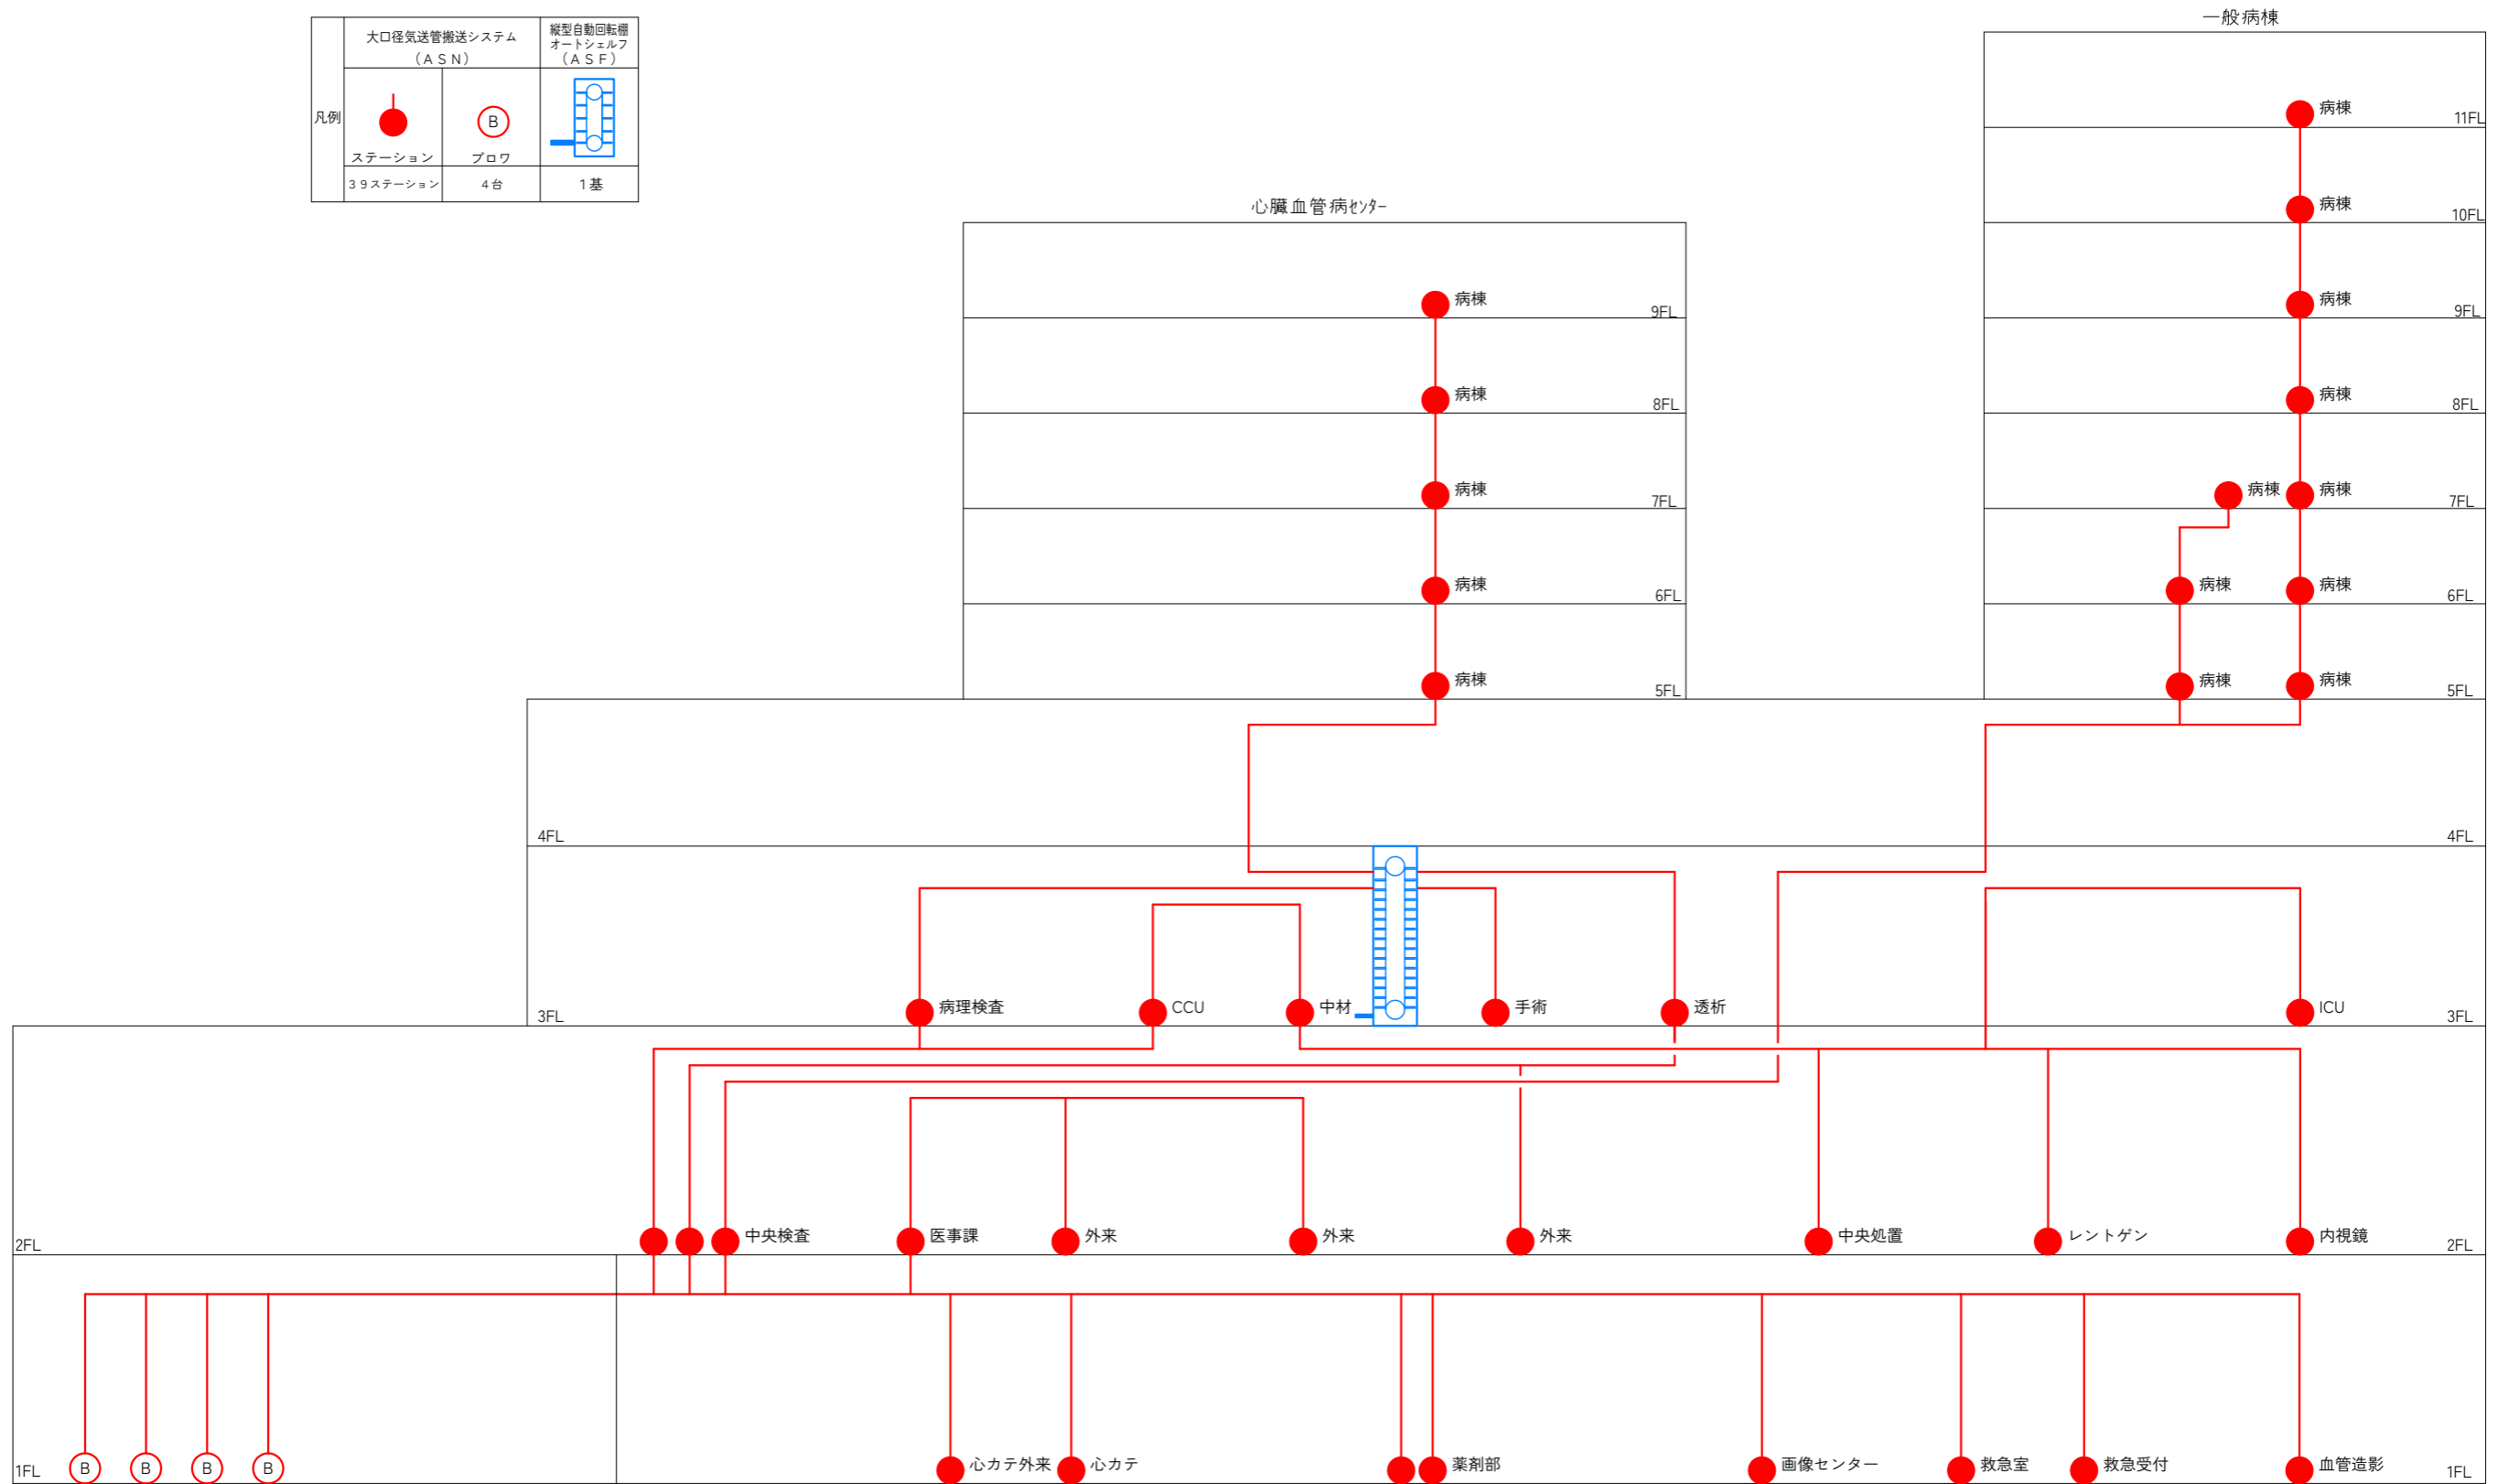 凡例
大口径気送管搬送システム
（ＡＳＮ）
縦型自動回転棚
オートシェルフ
（ＡＳＦ）
B
ステーション
ブロワ
３９ステーション
４台
１基
一般病棟
病棟
11FL
病棟
10FL
心臓血管病ｾﾝﾀｰ
病棟
9FL
病棟
9FL
病棟
8FL
病棟
8FL
病棟
7FL
病棟
病棟
7FL
病棟
6FL
病棟
病棟
6FL
病棟
5FL
病棟
病棟
5FL
4FL
4FL
3FL
病理検査
CCU
中材
手術
透析
ICU
3FL
2FL
中央検査
医事課
外来
外来
外来
中央処置
レントゲン
内視鏡
2FL
1FL
B
B
B
B
心カテ外来
心カテ
薬剤部
画像センター
救急室
救急受付
血管造影
1FL